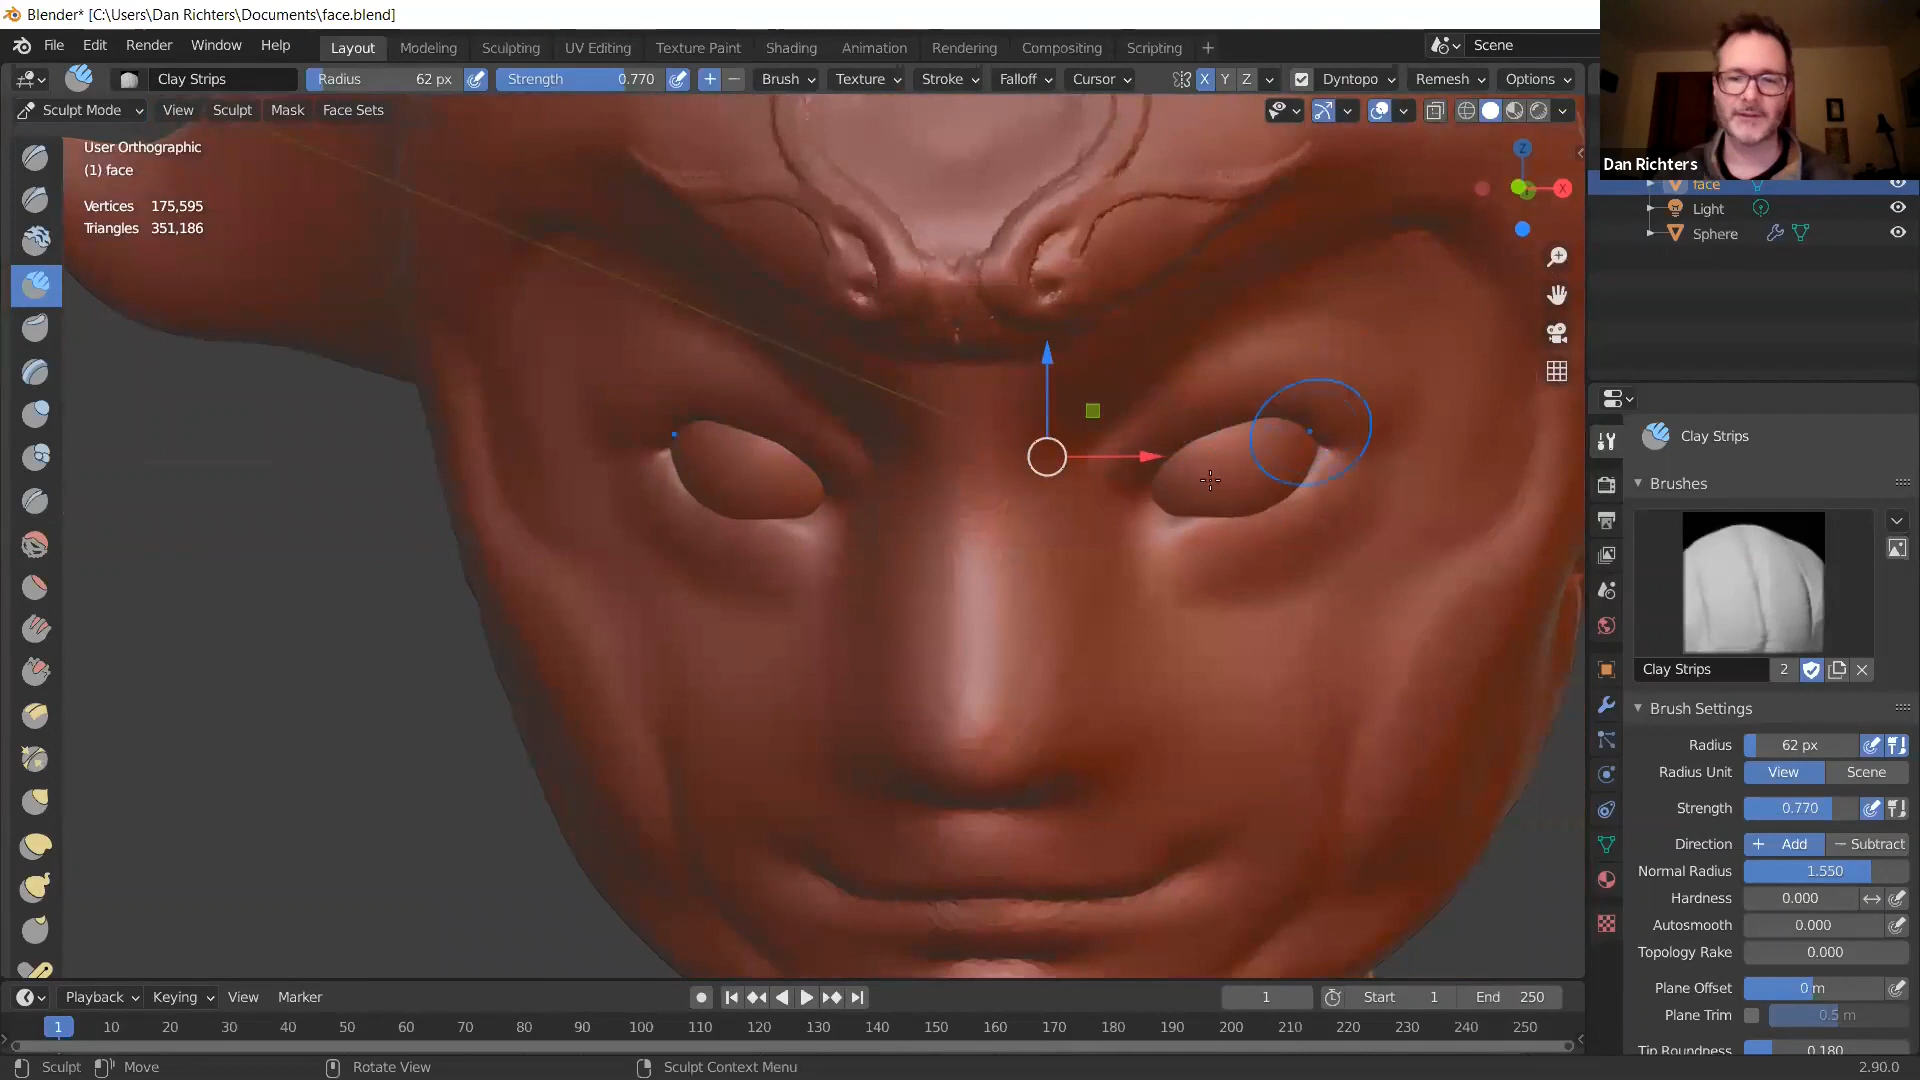 Blender* [C:\Users\Dan Richters\Documents\face.blend]
File Edit Render Window Help Layout Modeling Sculpting UV Editing Texture Paint Shading Animation Rendering Compositing Scripting + Scene
Clay Strips Radius 62 px Strength 0.770 + − Brush Texture Stroke Falloff Cursor X Y Z Dyntopo Remesh Options
Sculpt Mode View Sculpt Mask Face Sets
User Orthographic
(1) face
Vertices 175,595
Triangles 351,186
Z
X
Dan Richters
face
Light
Sphere
Clay Strips
Brushes
Clay Strips 2
Brush Settings
Radius 62 px
Radius Unit View Scene
Strength 0.770
Direction + Add − Subtract
Normal Radius 1.550
Hardness 0.000
Autosmooth 0.000
Topology Rake 0.000
Plane Offset 0 m
Plane Trim 0.5 m
Tip Roundness 0.180
Playback Keying View Marker 1 Start 1 End 250
1 10 20 30 40 50 60 70 80 90 100 110 120 130 140 150 160 170 180 190 200 210 220 230 240 250
Sculpt Move Rotate View Sculpt Context Menu 2.90.0